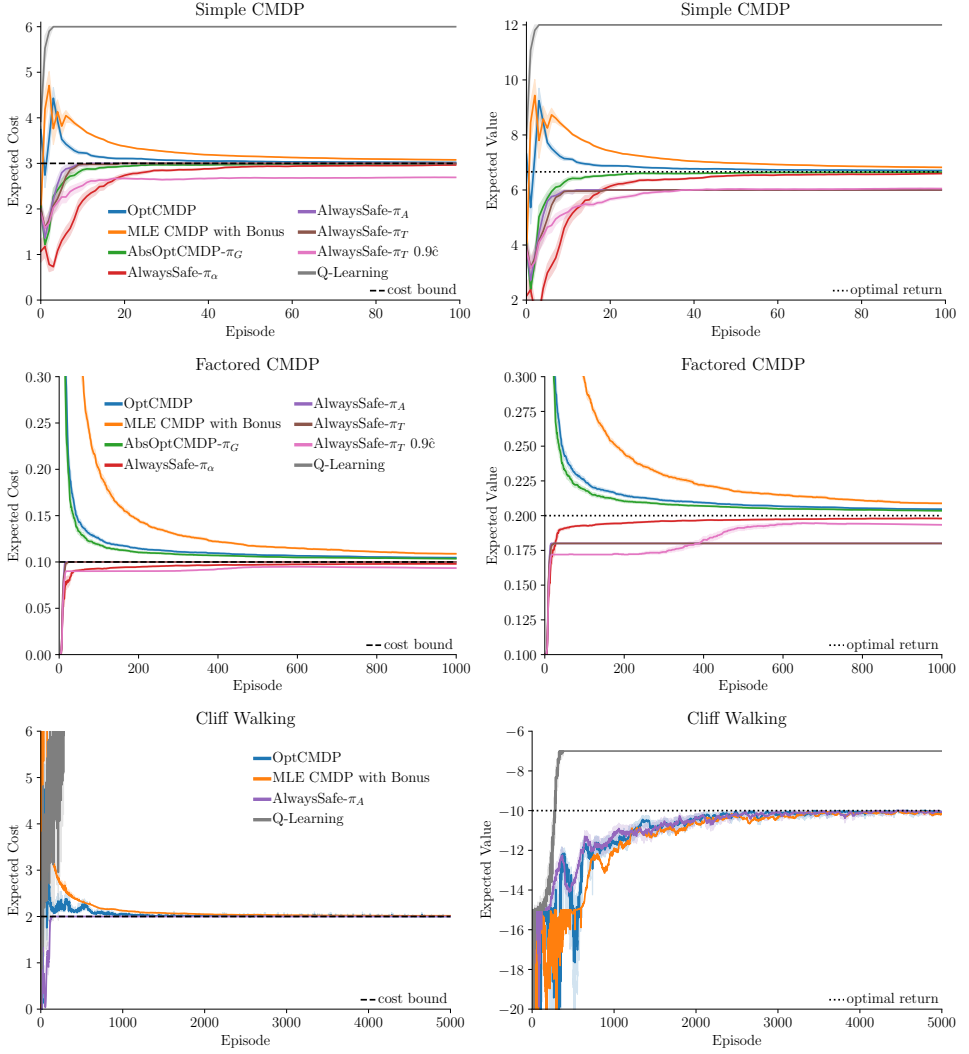 Simple CMDP
Expected Cost
6
5
4
3
2
1
0
OptCMDP
MLE CMDP with Bonus
AbsOptCMDP-π_G
AlwaysSafe-π_α
AlwaysSafe-π_A
AlwaysSafe-π_T
AlwaysSafe-π_T 0.9ĉ
Q-Learning
cost bound
0 20 40 60 80 100
Episode
Simple CMDP
Expected Value
12
10
8
6
4
2
optimal return
0 20 40 60 80 100
Episode
Factored CMDP
Expected Cost
0.30
0.25
0.20
0.15
0.10
0.05
0.00
OptCMDP
MLE CMDP with Bonus
AbsOptCMDP-π_G
AlwaysSafe-π_α
AlwaysSafe-π_A
AlwaysSafe-π_T
AlwaysSafe-π_T 0.9ĉ
Q-Learning
cost bound
0 200 400 600 800 1000
Episode
Factored CMDP
Expected Value
0.300
0.275
0.250
0.225
0.200
0.175
0.150
0.125
0.100
optimal return
0 200 400 600 800 1000
Episode
Cliff Walking
Expected Cost
6
5
4
3
2
1
0
OptCMDP
MLE CMDP with Bonus
AlwaysSafe-π_A
Q-Learning
cost bound
0 1000 2000 3000 4000 5000
Episode
Cliff Walking
Expected Value
−6
−8
−10
−12
−14
−16
−18
−20
optimal return
0 1000 2000 3000 4000 5000
Episode